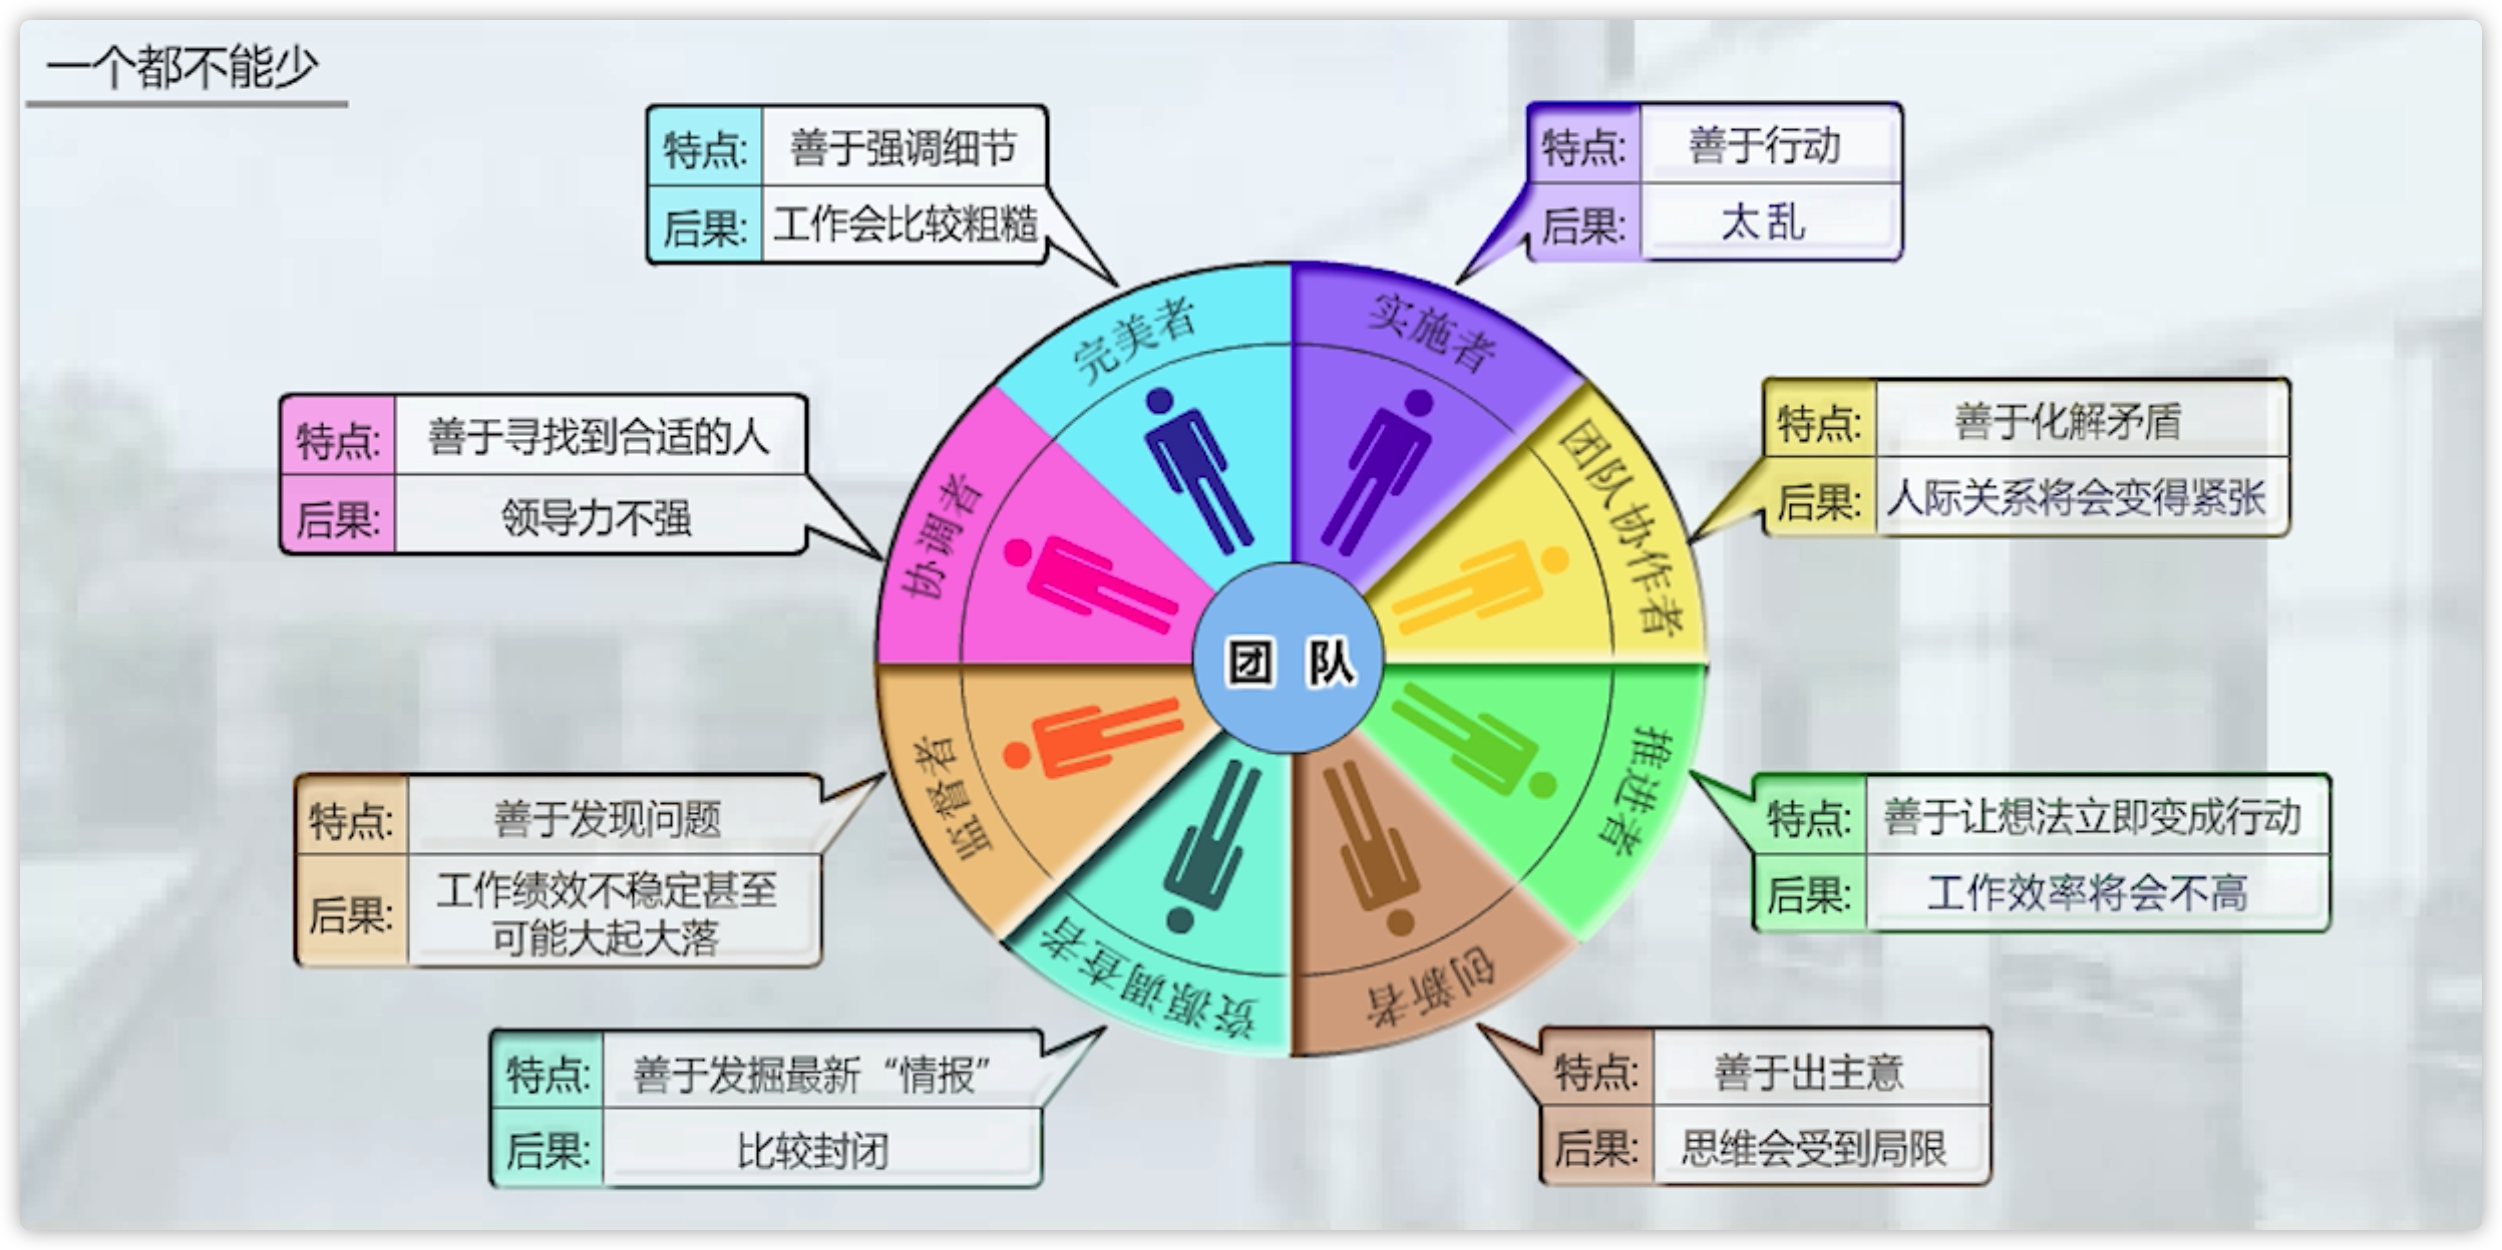 一个都不能少
特点: 善于强调细节
后果: 工作会比较粗糙
特点: 善于行动
后果: 太乱
完美者
实施者
特点: 善于寻找到合适的人
后果: 领导力不强
特点: 善于化解矛盾
后果: 人际关系将会变得紧张
协调者
团队协作者
团队
监督者
推进者
特点: 善于发现问题
后果: 工作绩效不稳定甚至
可能大起大落
特点: 善于让想法立即变成行动
后果: 工作效率将会不高
资源调查者
创新者
特点: 善于发掘最新“情报”
后果: 比较封闭
特点: 善于出主意
后果: 思维会受到局限